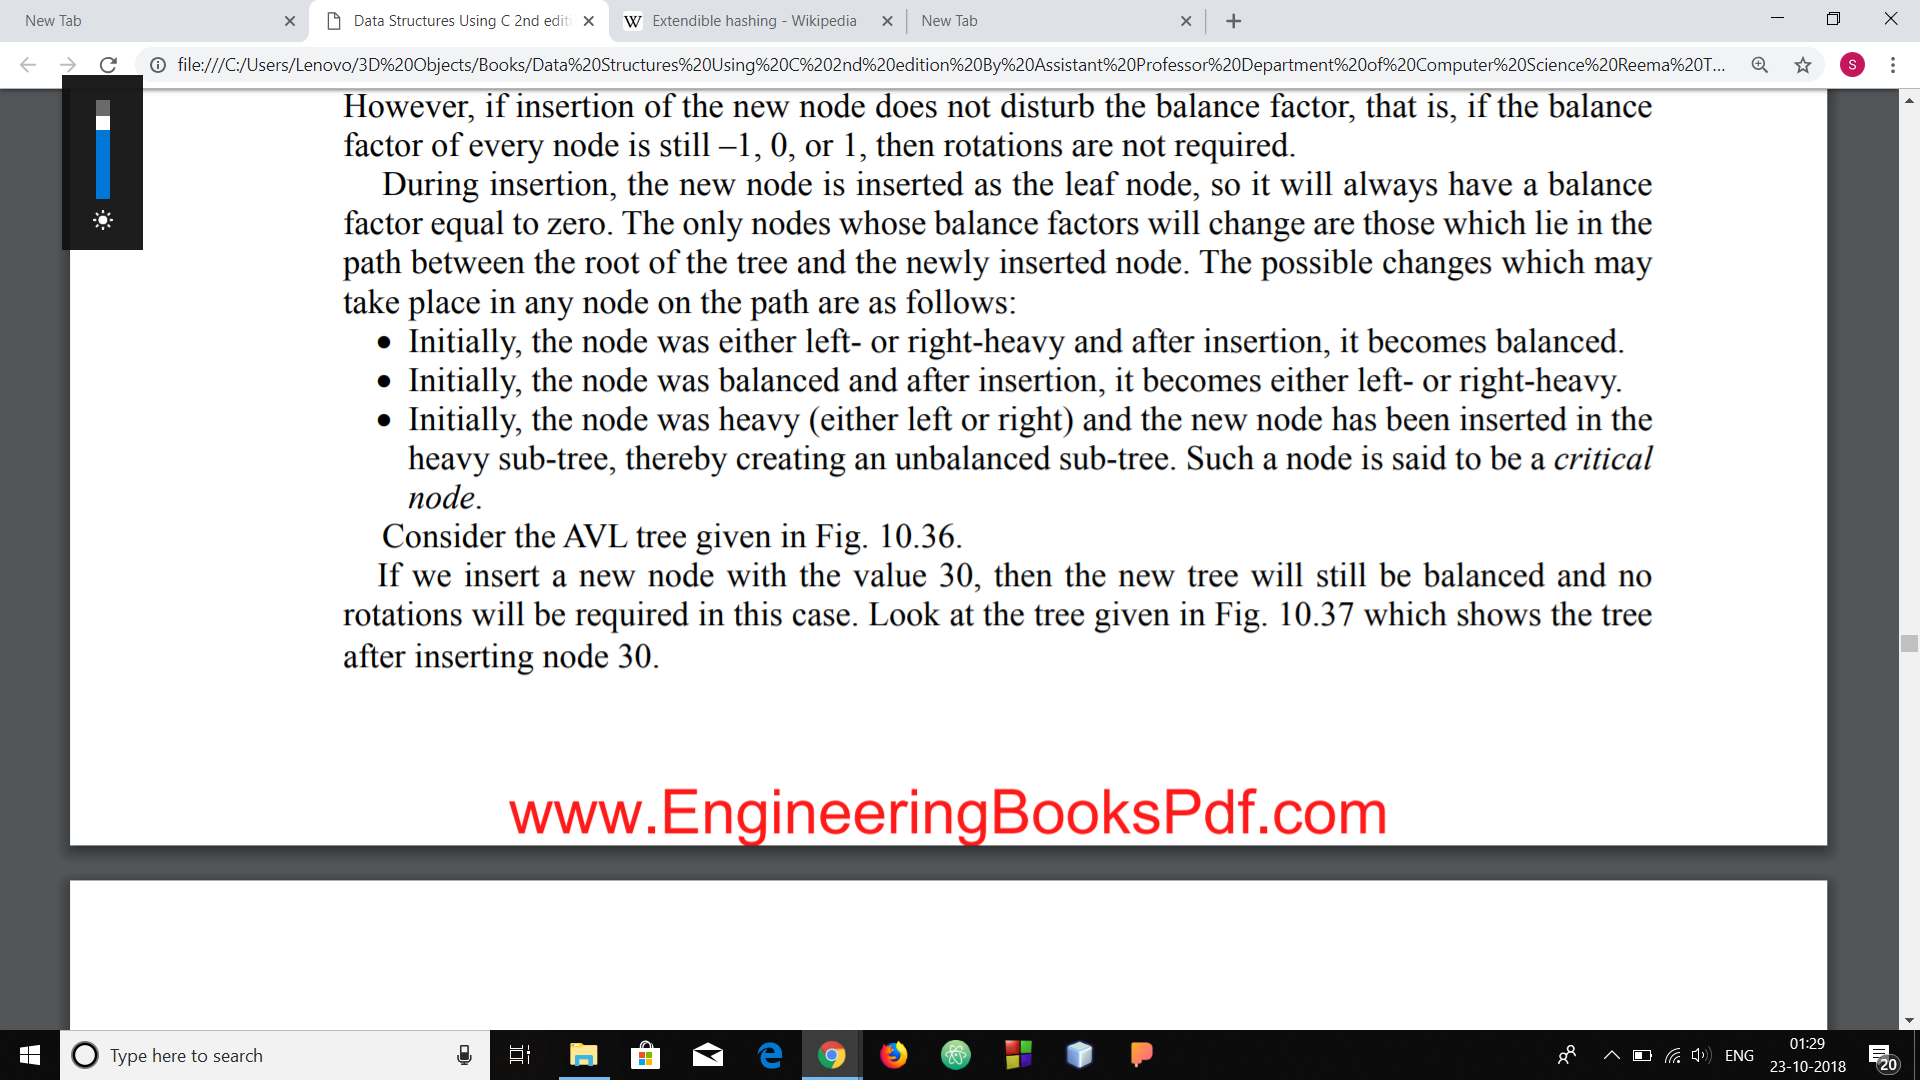 New Tab
Data Structures Using C 2nd edit
Extendible hashing - Wikipedia
New Tab
file:///C:/Users/Lenovo/3D%20Objects/Books/Data%20Structures%20Using%20C%202nd%20edition%20By%20Assistant%20Professor%20Department%20of%20Computer%20Science%20Reema%20T...
S
However, if insertion of the new node does not disturb the balance factor, that is, if the balance
factor of every node is still –1, 0, or 1, then rotations are not required.
During insertion, the new node is inserted as the leaf node, so it will always have a balance
factor equal to zero. The only nodes whose balance factors will change are those which lie in the
path between the root of the tree and the newly inserted node. The possible changes which may
take place in any node on the path are as follows:
• Initially, the node was either left- or right-heavy and after insertion, it becomes balanced.
• Initially, the node was balanced and after insertion, it becomes either left- or right-heavy.
• Initially, the node was heavy (either left or right) and the new node has been inserted in the
heavy sub-tree, thereby creating an unbalanced sub-tree. Such a node is said to be a critical
node.
Consider the AVL tree given in Fig. 10.36.
If we insert a new node with the value 30, then the new tree will still be balanced and no
rotations will be required in this case. Look at the tree given in Fig. 10.37 which shows the tree
after inserting node 30.
www.EngineeringBooksPdf.com
Type here to search
ENG
01:29
23-10-2018
20